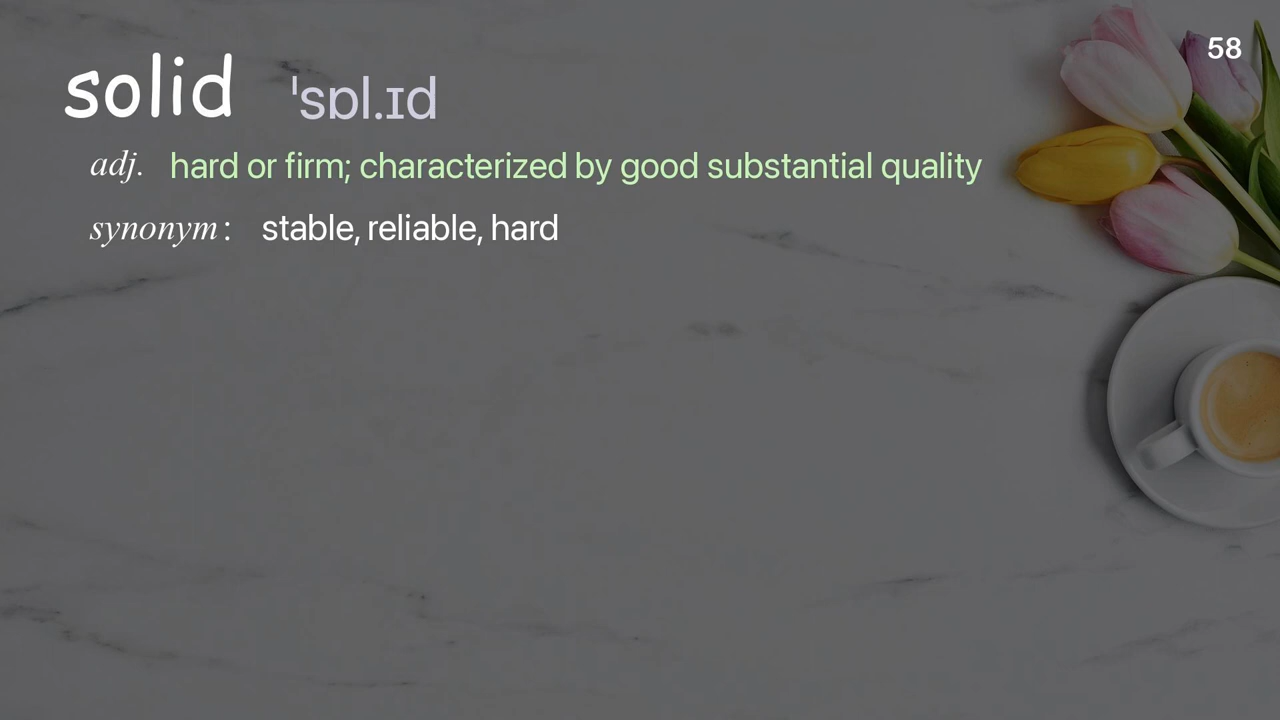 58
solid ˈsɒl.ɪd
adj. hard or firm; characterized by good substantial quality
synonym : stable, reliable, hard